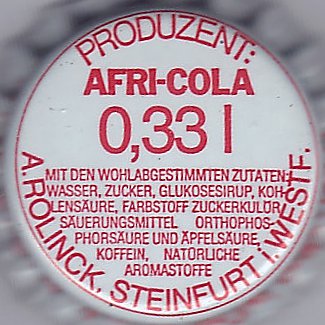 PRODUZENT:
AFRI-COLA
0,33 l
MIT DEN WOHLABGESTIMMTEN ZUTATEN:
WASSER, ZUCKER, GLUKOSESIRUP, KOH-
LENSÄURE, FARBSTOFF ZUCKERKULÖR,
SÄUERUNGSMITTEL ORTHOPHOS-
PHORSÄURE UND ÄPFELSÄURE,
KOFFEIN, NATÜRLICHE
AROMASTOFFE
A. ROLINCK, STEINFURT i. WESTF.